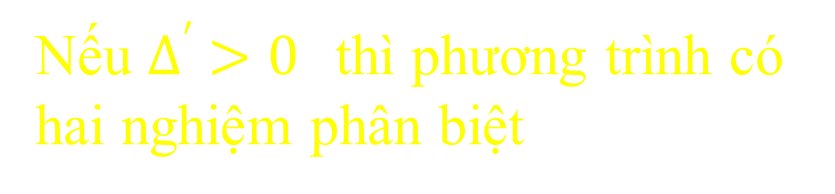 Nếu Δ′ > 0 thì phương trình có
hai nghiệm phân biệt